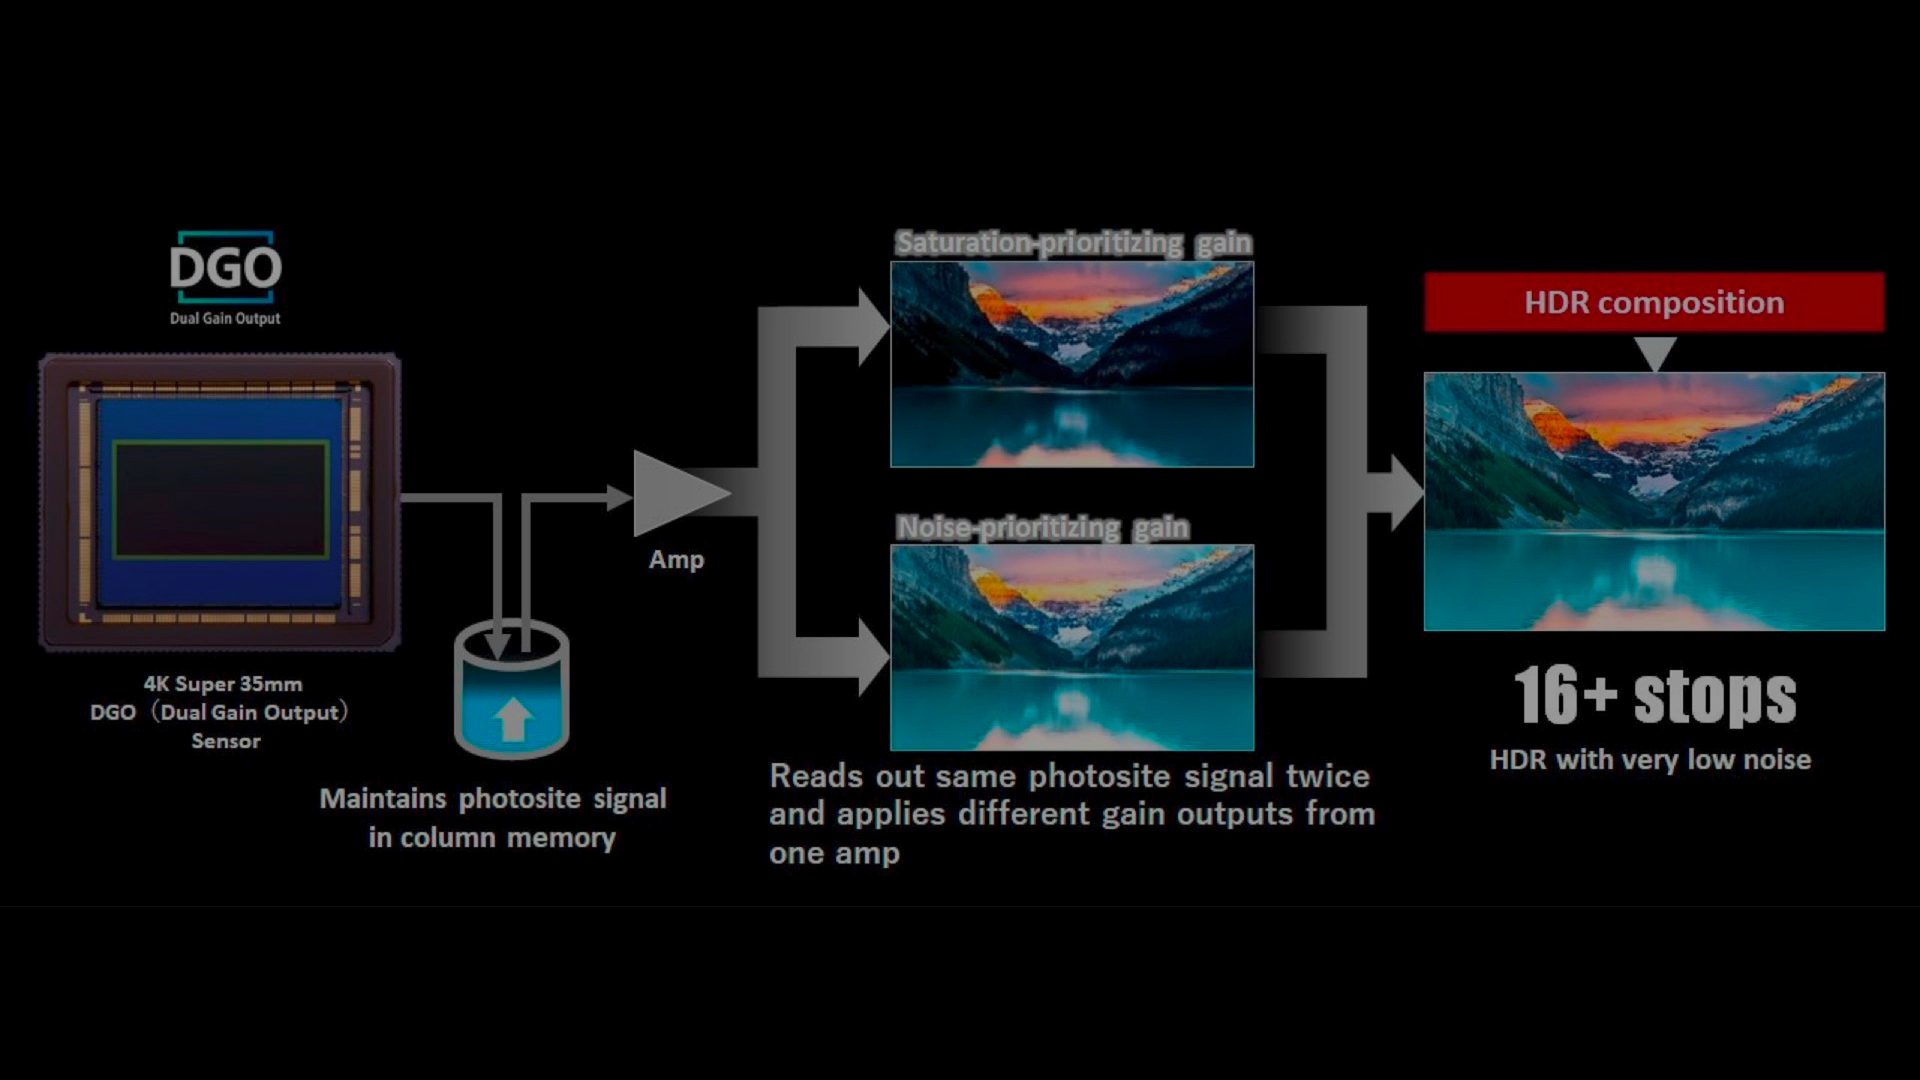 DGO
Dual Gain Output
4K Super 35mm
DGO（Dual Gain Output）
Sensor
Maintains photosite signal
in column memory
Amp
Saturation-prioritizing gain
Noise-prioritizing gain
Reads out same photosite signal twice
and applies different gain outputs from
one amp
HDR composition
16+ stops
HDR with very low noise